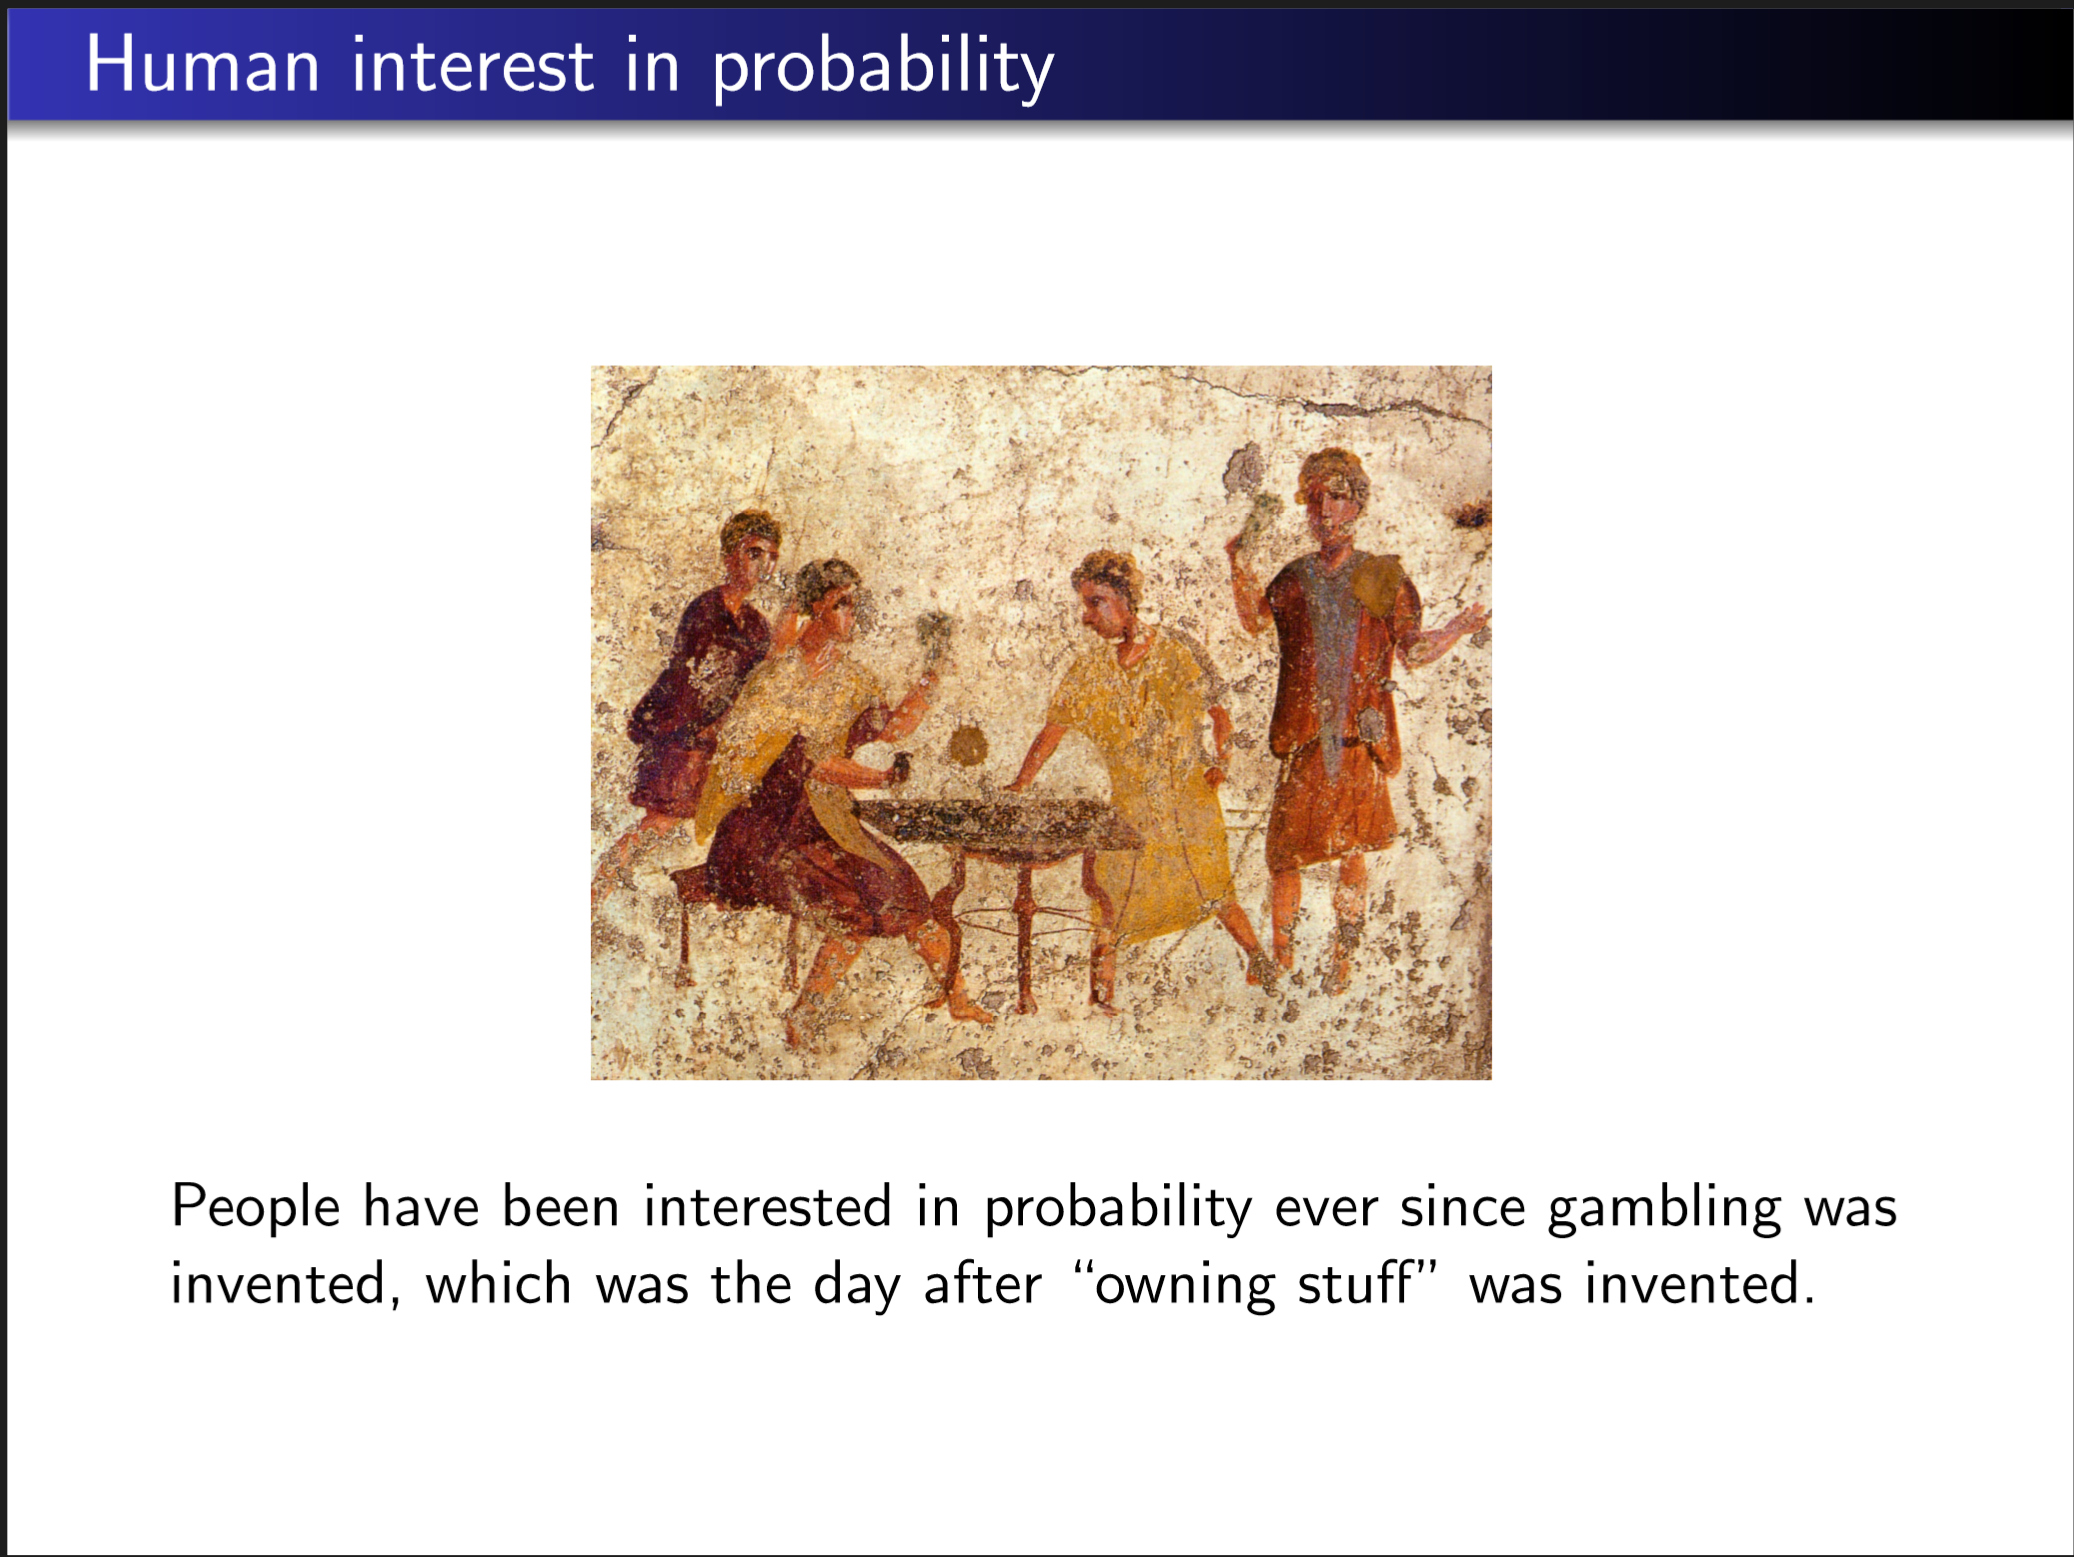 Human interest in probability
People have been interested in probability ever since gambling was
invented, which was the day after “owning stuff” was invented.